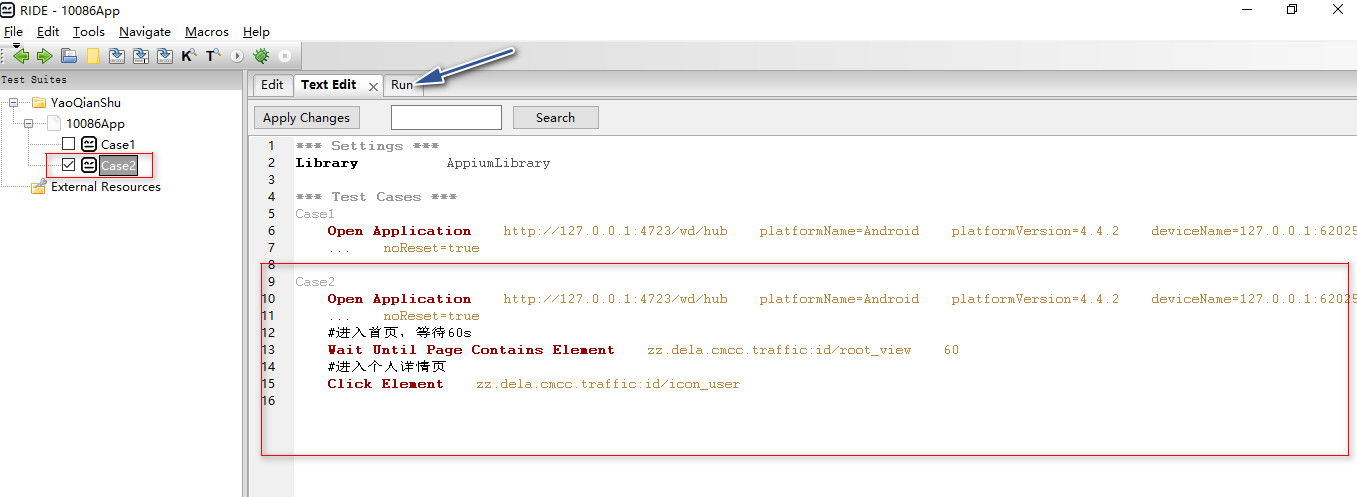 RIDE - 10086App
File Edit Tools Navigate Macros Help
Test Suites
YaoQianShu
10086App
Case1
Case2
External Resources
Edit Text Edit Run
Apply Changes Search
1 *** Settings ***
2 Library AppiumLibrary
3
4 *** Test Cases ***
5 Case1
6 Open Application http://127.0.0.1:4723/wd/hub platformName=Android platformVersion=4.4.2 deviceName=127.0.0.1:62025
7 ... noReset=true
8
9 Case2
10 Open Application http://127.0.0.1:4723/wd/hub platformName=Android platformVersion=4.4.2 deviceName=127.0.0.1:62025
11 ... noReset=true
12 #进入首页，等待60s
13 Wait Until Page Contains Element zz.dela.cmcc.traffic:id/root_view 60
14 #进入个人详情页
15 Click Element zz.dela.cmcc.traffic:id/icon_user
16